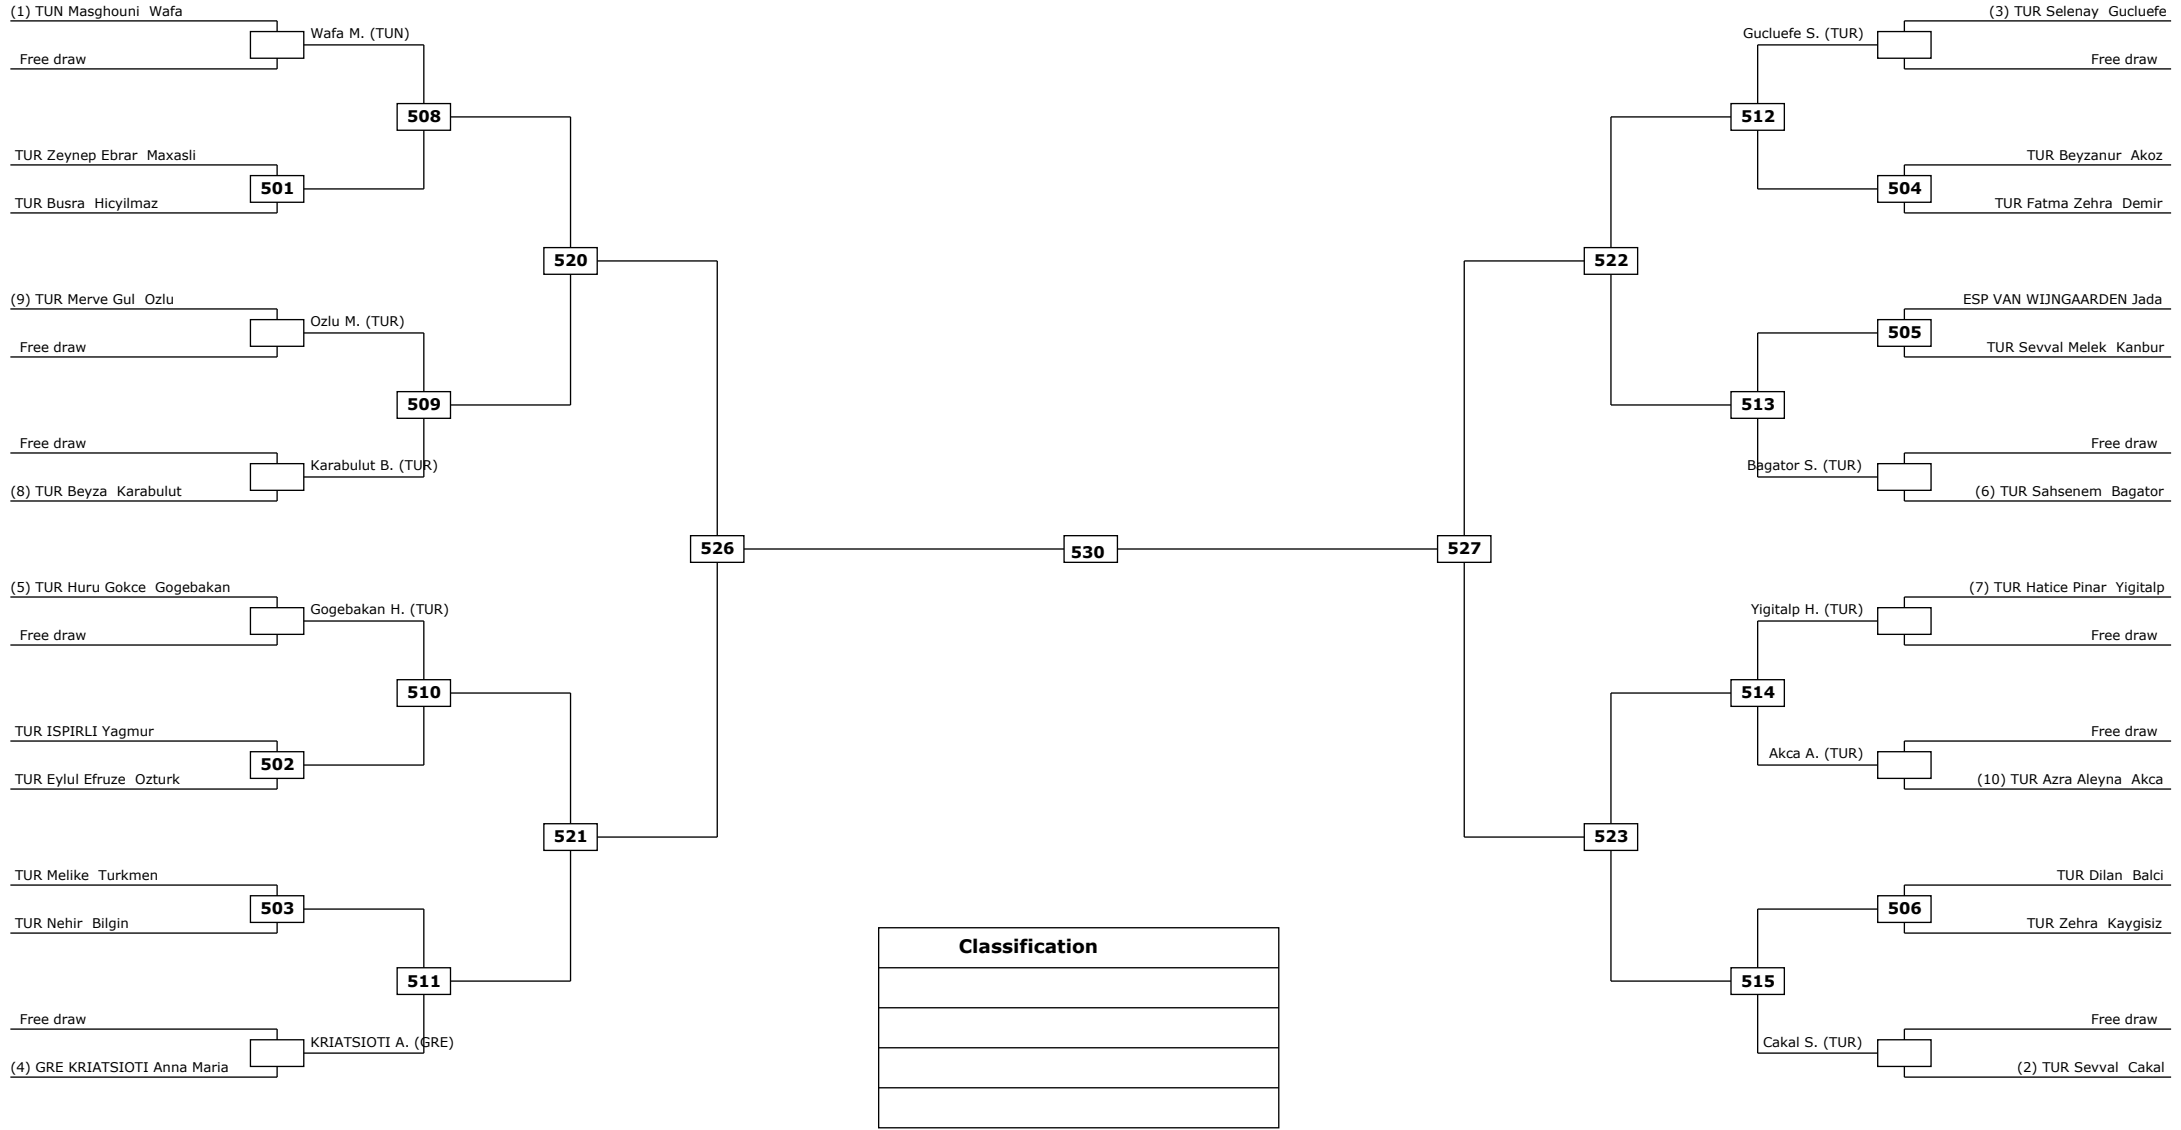 (1) TUN Masghouni Wafa
Wafa M. (TUN)
Free draw
508
TUR Zeynep Ebrar Maxasli
501
TUR Busra Hicyilmaz
520
(9) TUR Merve Gul Ozlu
Ozlu M. (TUR)
Free draw
509
Free draw
Karabulut B. (TUR)
(8) TUR Beyza Karabulut
526
(5) TUR Huru Gokce Gogebakan
Gogebakan H. (TUR)
Free draw
510
TUR ISPIRLI Yagmur
502
TUR Eylul Efruze Ozturk
521
TUR Melike Turkmen
503
TUR Nehir Bilgin
511
Free draw
KRIATSIOTI A. (GRE)
(4) GRE KRIATSIOTI Anna Maria
530
Classification
(3) TUR Selenay Gucluefe
Gucluefe S. (TUR)
Free draw
512
TUR Beyzanur Akoz
504
TUR Fatma Zehra Demir
522
ESP VAN WIJNGAARDEN Jada
505
TUR Sevval Melek Kanbur
513
Free draw
Bagator S. (TUR)
(6) TUR Sahsenem Bagator
527
(7) TUR Hatice Pinar Yigitalp
Yigitalp H. (TUR)
Free draw
514
Free draw
Akca A. (TUR)
(10) TUR Azra Aleyna Akca
523
TUR Dilan Balci
506
TUR Zehra Kaygisiz
515
Free draw
Cakal S. (TUR)
(2) TUR Sevval Cakal